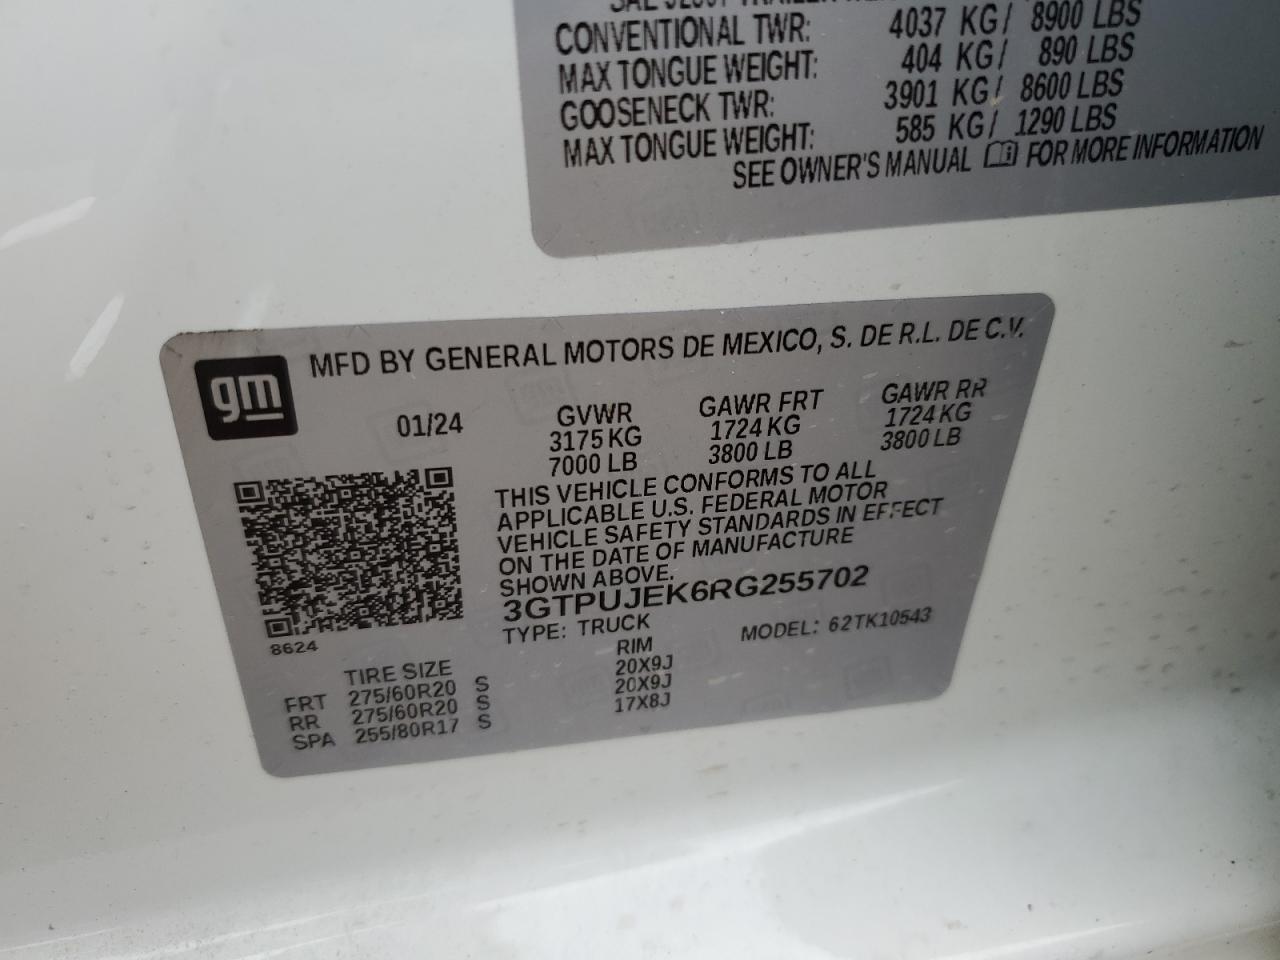 CONVENTIONAL TWR: 4037 KG/ 8900 LBS
MAX TONGUE WEIGHT: 404 KG/ 890 LBS
GOOSENECK TWR: 3901 KG/ 8600 LBS
MAX TONGUE WEIGHT: 585 KG/ 1290 LBS
SEE OWNER'S MANUAL FOR MORE INFORMATION
gm
MFD BY GENERAL MOTORS DE MEXICO, S. DE R.L. DE C.V.
01/24
GVWR GAWR FRT GAWR RR
3175 KG 1724 KG 1724 KG
7000 LB 3800 LB 3800 LB
THIS VEHICLE CONFORMS TO ALL
APPLICABLE U.S. FEDERAL MOTOR
VEHICLE SAFETY STANDARDS IN EFFECT
ON THE DATE OF MANUFACTURE
SHOWN ABOVE.
3GTPUJEK6RG255702
TYPE: TRUCK MODEL: 62TK10543
8624
TIRE SIZE RIM
FRT 275/60R20 S 20X9J
RR 275/60R20 S 20X9J
SPA 255/80R17 S 17X8J